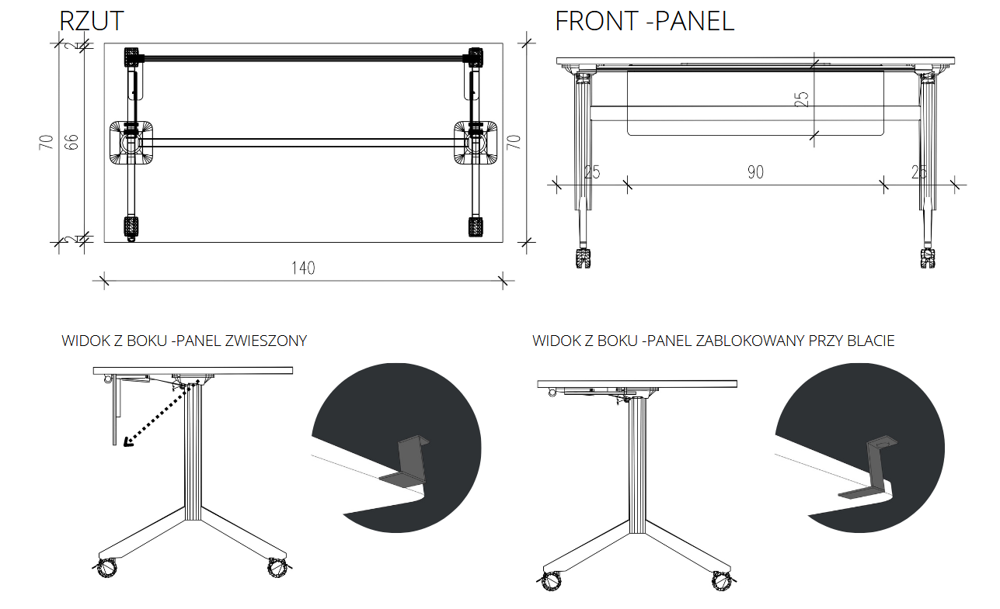 RZUT
FRONT -PANEL
2
70
66
70
2
140
25
25
90
25
WIDOK Z BOKU -PANEL ZWIESZONY
WIDOK Z BOKU -PANEL ZABLOKOWANY PRZY BLACIE